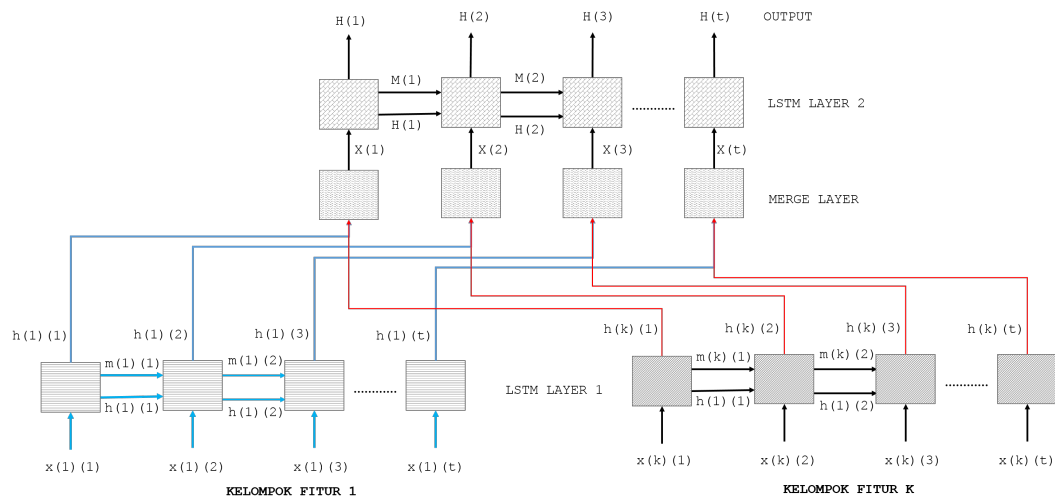 H(1) H(2) H(3) H(t) OUTPUT
M(1) M(2)
LSTM LAYER 2
H(1) H(2)
X(1) X(2) X(3) X(t)
MERGE LAYER
h(1)(1) h(1)(2) h(1)(3) h(1)(t) h(k)(1) h(k)(2) h(k)(3) h(k)(t)
m(1)(1) m(1)(2) m(k)(1) m(k)(2)
............ LSTM LAYER 1 ............
h(1)(1) h(1)(2) h(1)(1) h(1)(2)
x(1)(1) x(1)(2) x(1)(3) x(1)(t) x(k)(1) x(k)(2) x(k)(3) x(k)(t)
KELOMPOK FITUR 1 KELOMPOK FITUR K